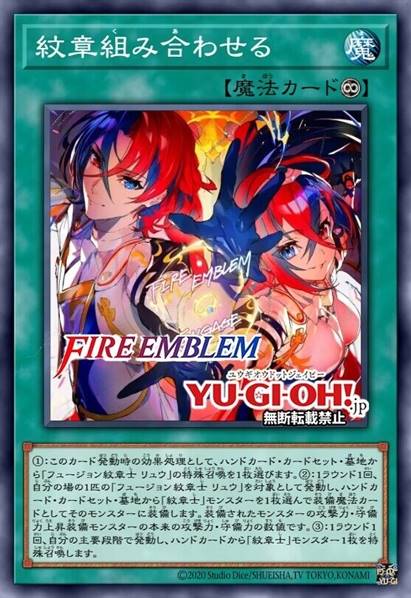 紋章組み合わせる
魔
【魔法カード】
FIRE EMBLEM
ENGAGE
FIRE EMBLEM
ユウギオウドットジェイピー
YU-GI-OH!.jp
無断転載禁止
①:このカード発動時の効果処理として、ハンドカード・カードセット・墓地か
ら「フュージョン紋章士 リュウ」の特殊召喚を1枚選びます。②:1ラウンド1回、
自分の場の1匹の「フュージョン紋章士 リュウ」を対象として発動し、ハンドカ
ード・カードセット・墓地から「紋章士」モンスターを1枚選んで装備魔法カー
ドとしてそのモンスターに装備します。装備されたモンスターの攻撃力・守備
力上昇装備モンスターの本来の攻撃力・守備力の数値です。③:1ラウンド1
回、自分の主要段階で発動し、ハンドカードから「紋章士」モンスター1枚を特
殊召喚します。
©2020 Studio Dice/SHUEISHA,TV TOKYO,KONAMI
YU-GI